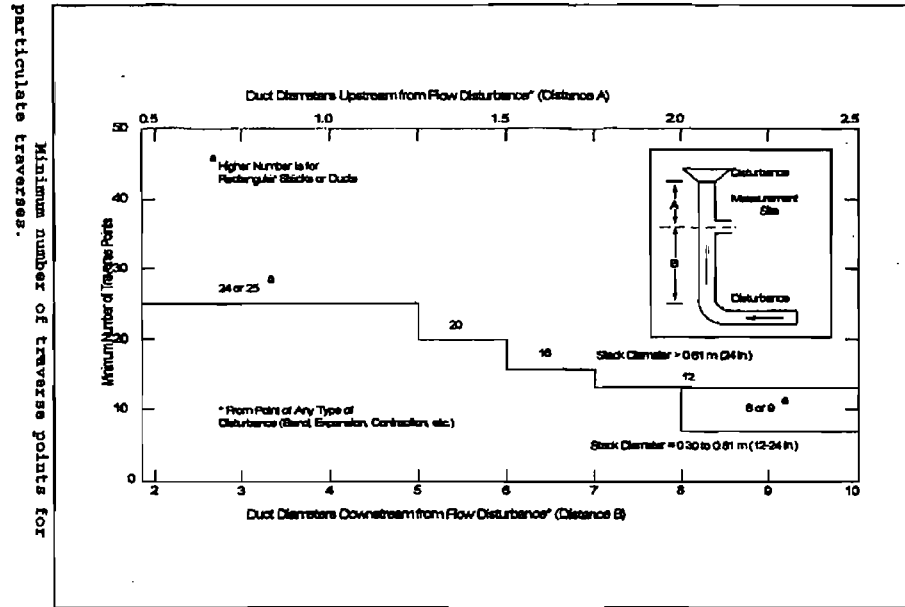 Minimum number of traverse points for
particulate traverses.
Duct Diameters Upstream from Flow Disturbance* (Distance A)
0.5 1.0 1.5 2.0 2.5
50
40
30
20
10
0
Minimum Number of Traverse Points
a Higher Number is for
Rectangular Stacks or Ducts
24 or 25 a
20
16
Stack Diameter > 0.61 m (24 in.)
12
8 or 9 a
* From Point of Any Type of
Disturbance (Bend, Expansion, Contraction, etc.)
Stack Diameter = 0.30 to 0.61 m (12-24 in.)
Disturbance
Measurement
Site
A
B
Disturbance
2 3 4 5 6 7 8 9 10
Duct Diameters Downstream from Flow Disturbance* (Distance B)